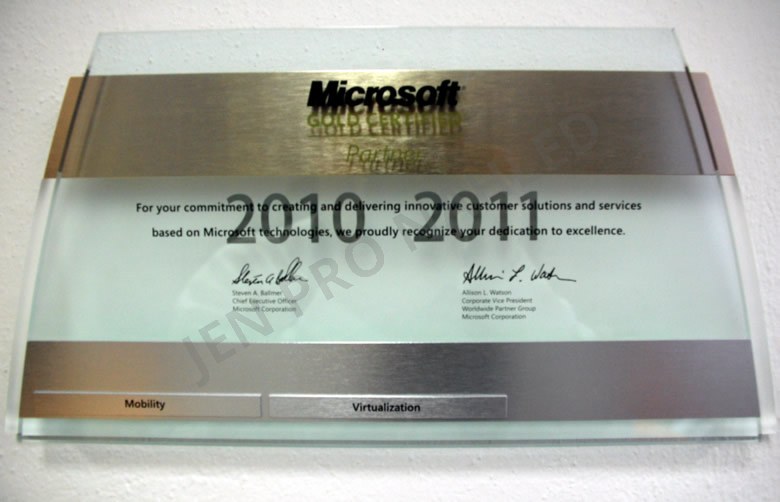 Microsoft
GOLD CERTIFIED
Partner
2010 2011
For your commitment to creating and delivering innovative customer solutions and services
based on Microsoft technologies, we proudly recognize your dedication to excellence.
Steven A. Ballmer
Chief Executive Officer
Microsoft Corporation
Allison L. Watson
Corporate Vice President
Worldwide Partner Group
Microsoft Corporation
Mobility
Virtualization
JEN PRO